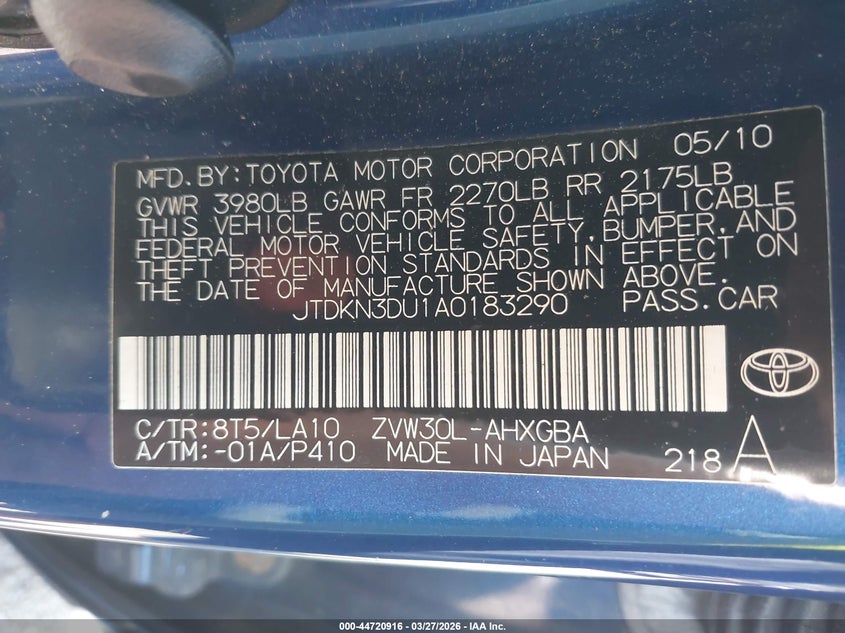 MFD. BY: TOYOTA MOTOR CORPORATION 05/10
GVWR 3980LB GAWR FR 2270LB RR 2175LB
THIS VEHICLE CONFORMS TO ALL APPLICABLE
FEDERAL MOTOR VEHICLE SAFETY, BUMPER, AND
THEFT PREVENTION STANDARDS IN EFFECT ON
THE DATE OF MANUFACTURE SHOWN ABOVE.
JTDKN3DU1A0183290 PASS.CAR
C/TR: 8T5/LA10 ZVW30L-AHXGBA
A/TM: -01A/P410 MADE IN JAPAN 218 A
000-44720916 - 03/27/2026 - IAA Inc.